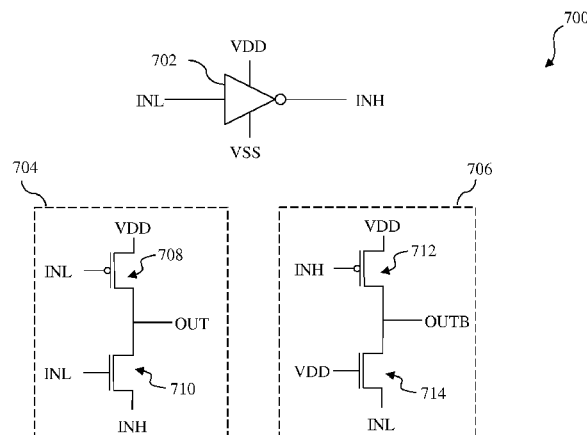 700
702
VDD
INL
INH
VSS
704
706
VDD
INL
708
OUT
INL
710
INH
VDD
INH
712
OUTB
VDD
714
INL